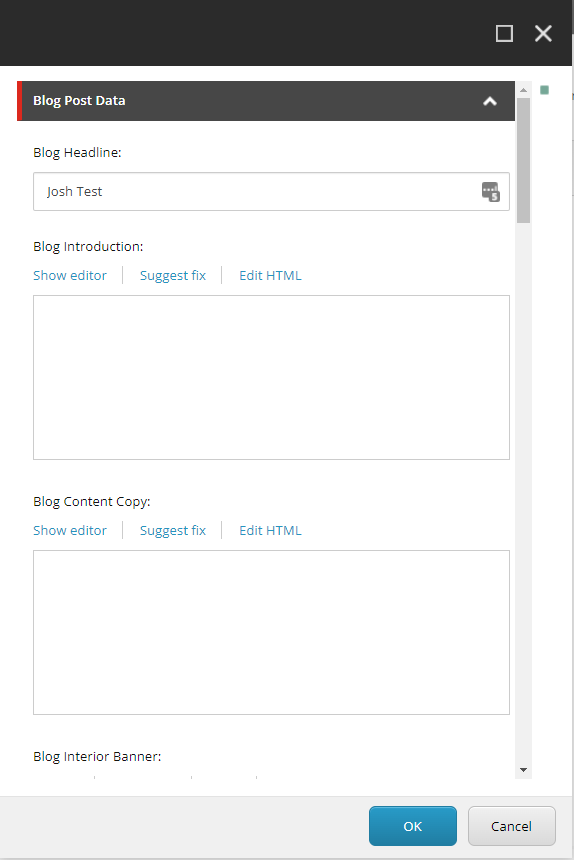 Blog Post Data
Blog Headline:
Josh Test
5
Blog Introduction:
Show editor Suggest fix Edit HTML
Blog Content Copy:
Show editor Suggest fix Edit HTML
Blog Interior Banner:
OK Cancel